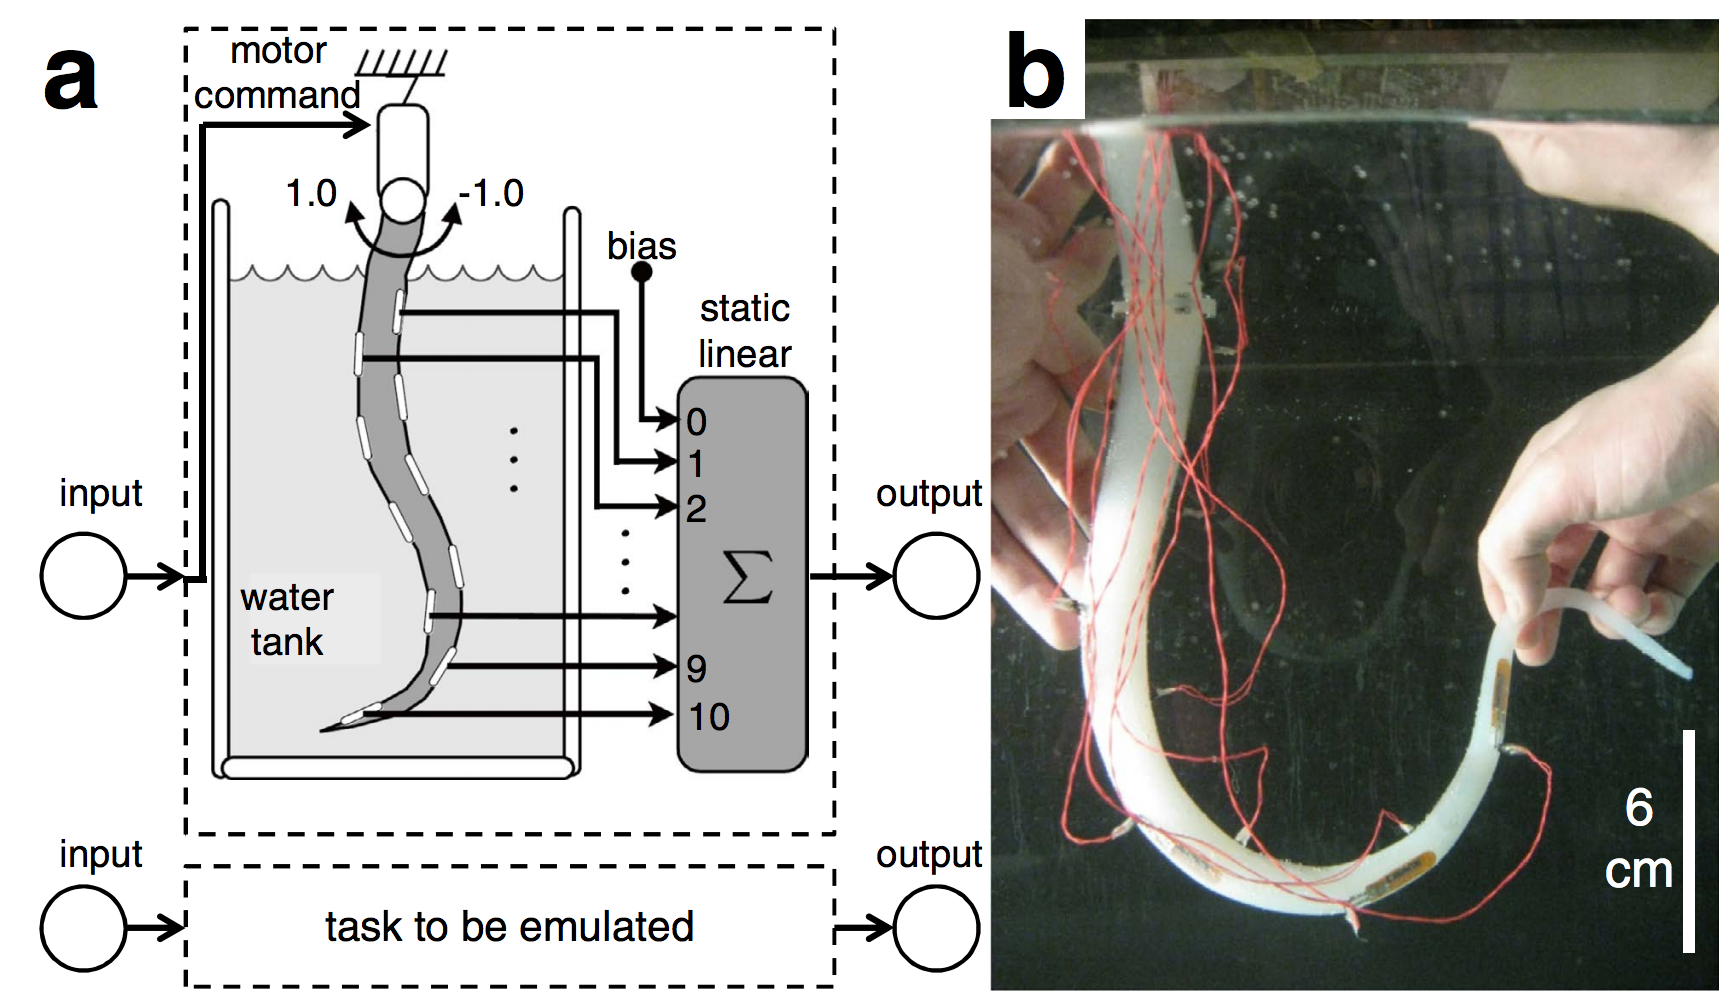 a
motor
command
1.0
-1.0
bias
static
linear
0
1
2
Σ
9
10
input
output
water
tank
input
output
task to be emulated
b
6
cm